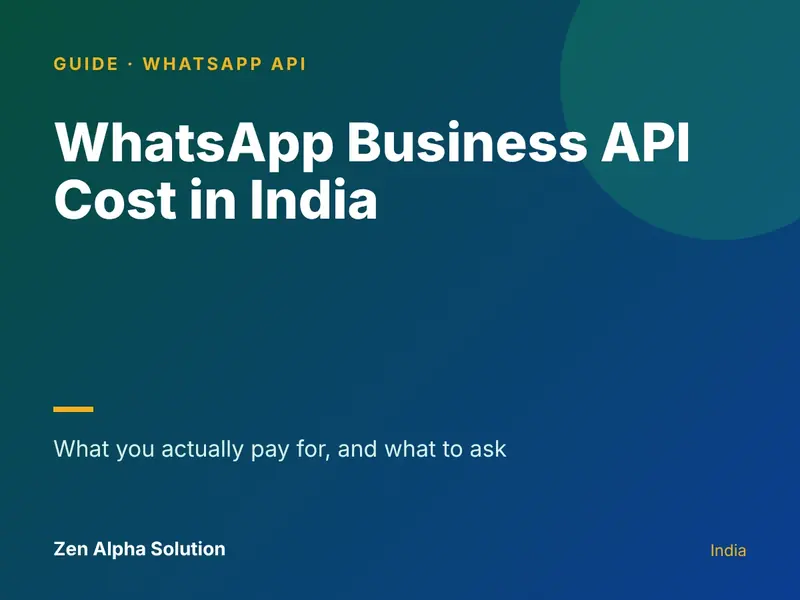 GUIDE · WHATSAPP API
WhatsApp Business API
Cost in India
What you actually pay for, and what to ask
Zen Alpha Solution
India